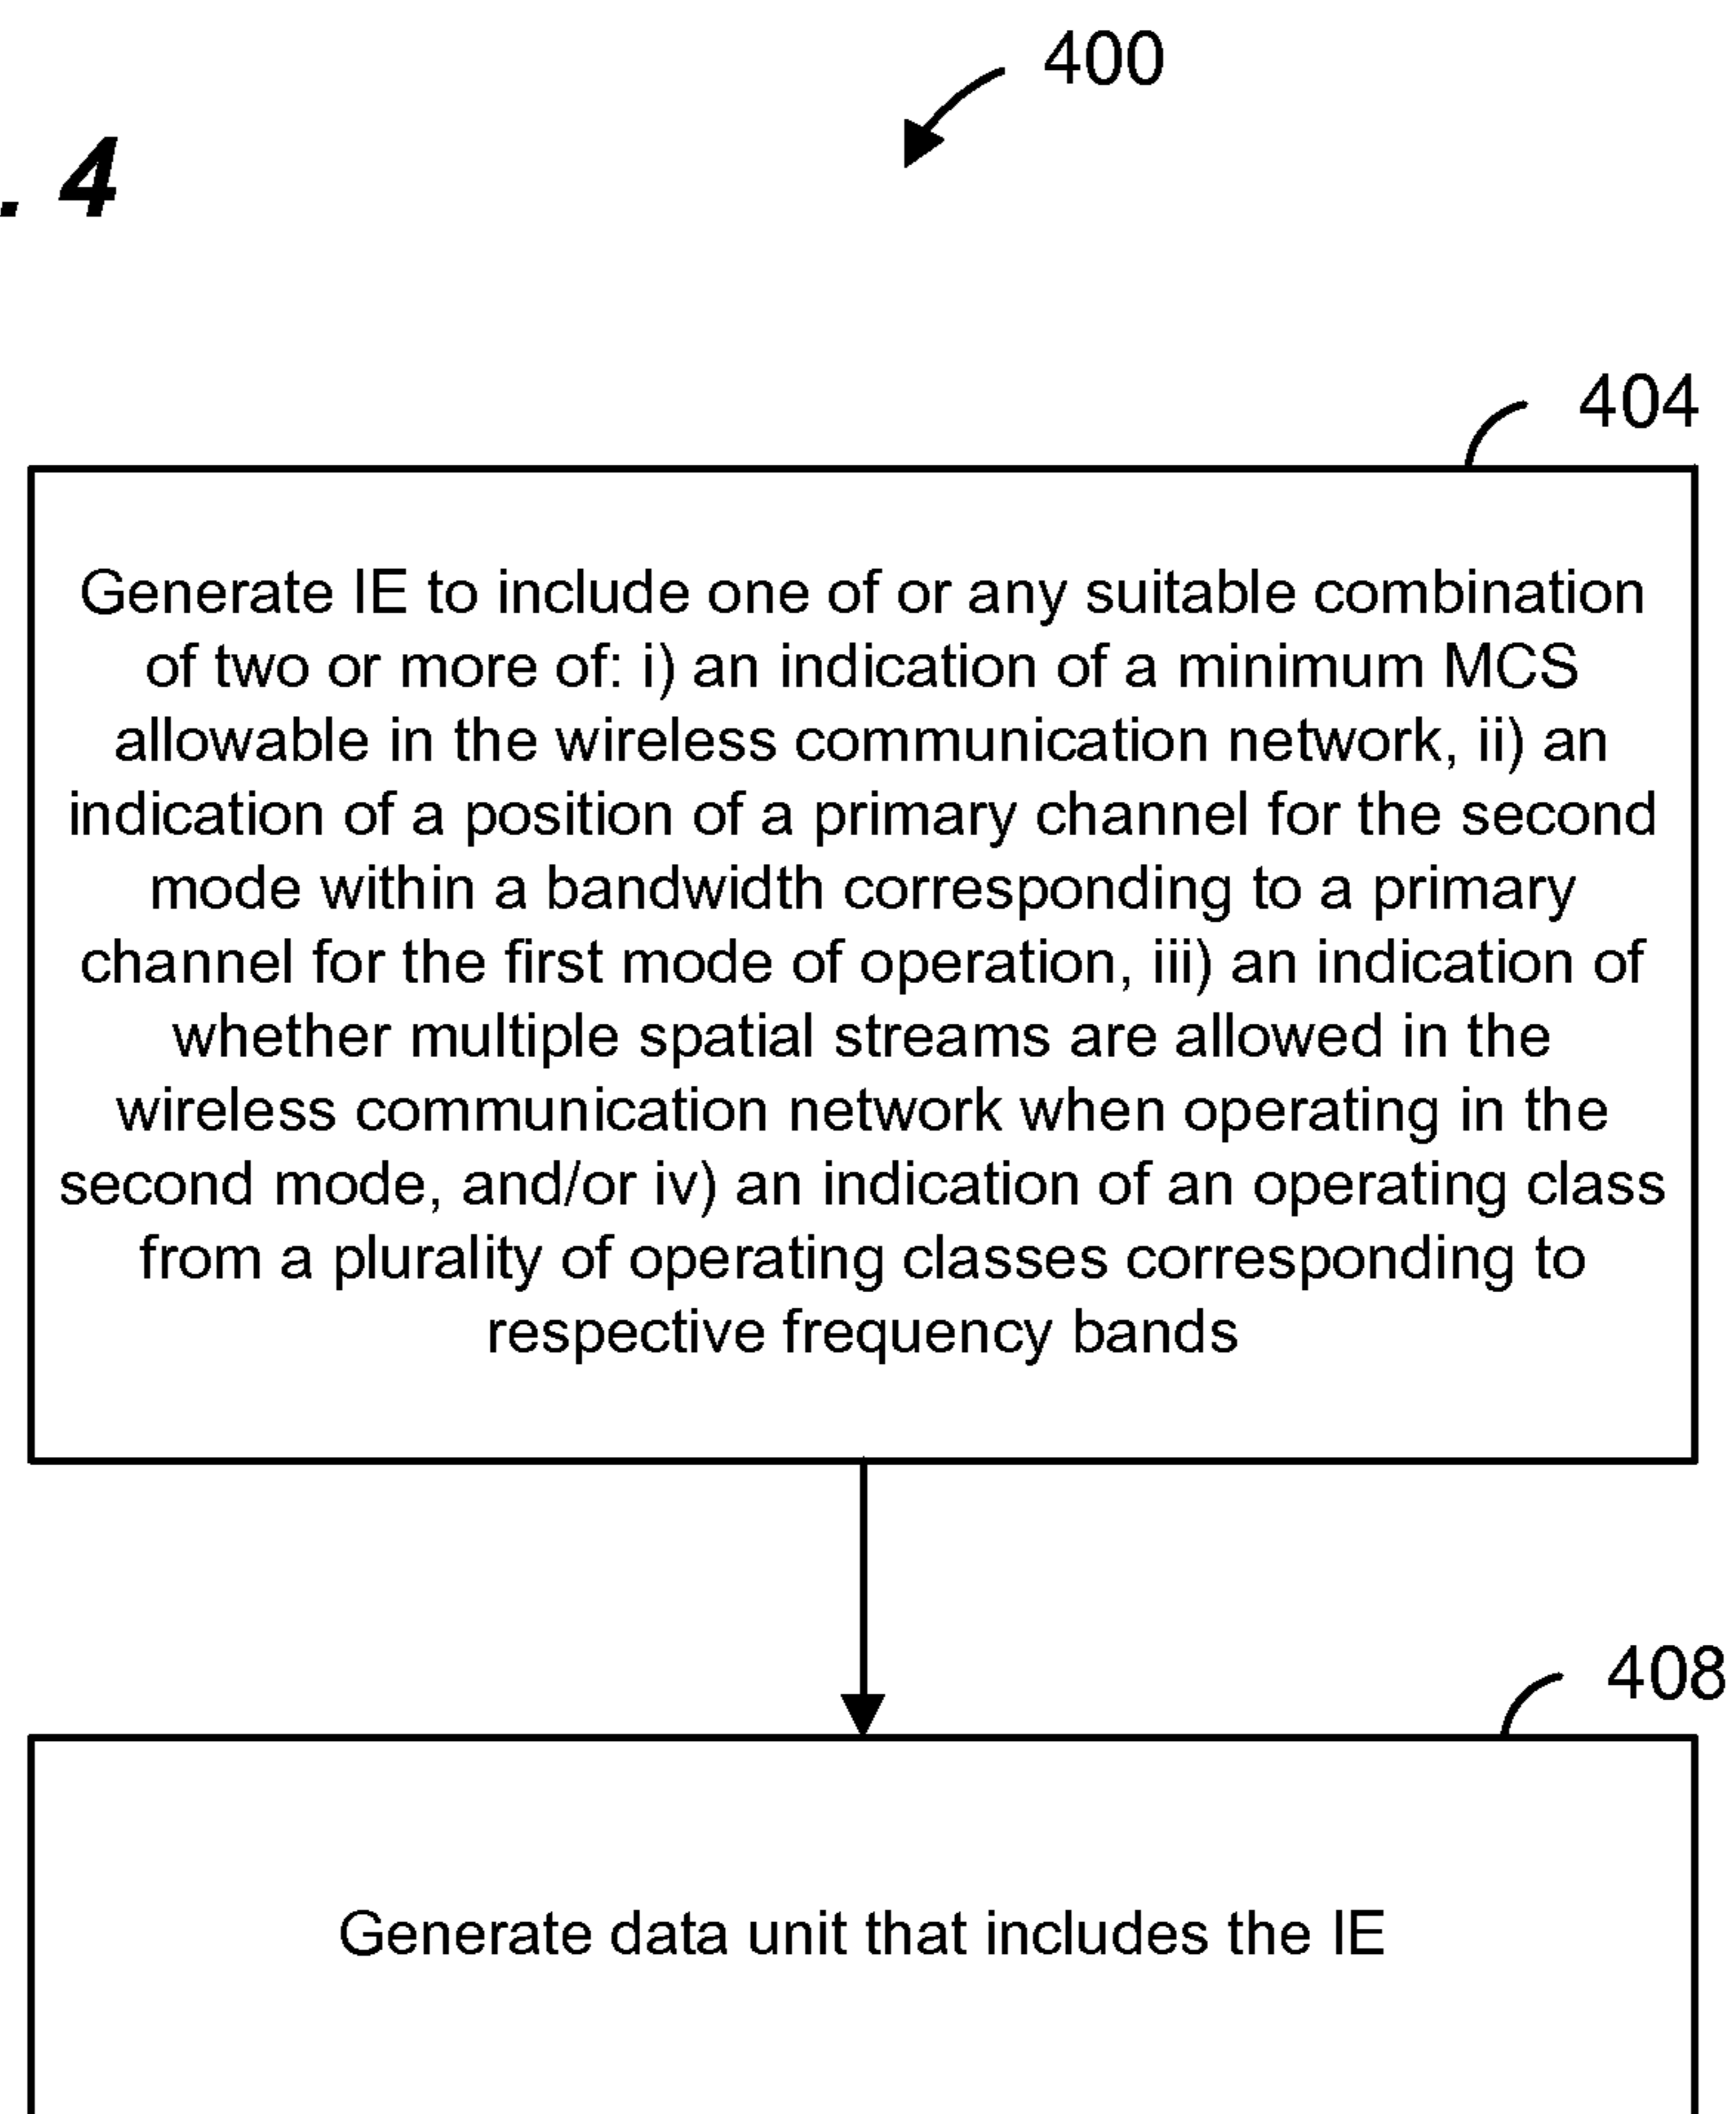 400
. 4
404
Generate IE to include one of or any suitable combination
of two or more of: i) an indication of a minimum MCS
allowable in the wireless communication network, ii) an
indication of a position of a primary channel for the second
mode within a bandwidth corresponding to a primary
channel for the first mode of operation, iii) an indication of
whether multiple spatial streams are allowed in the
wireless communication network when operating in the
second mode, and/or iv) an indication of an operating class
from a plurality of operating classes corresponding to
respective frequency bands
408
Generate data unit that includes the IE